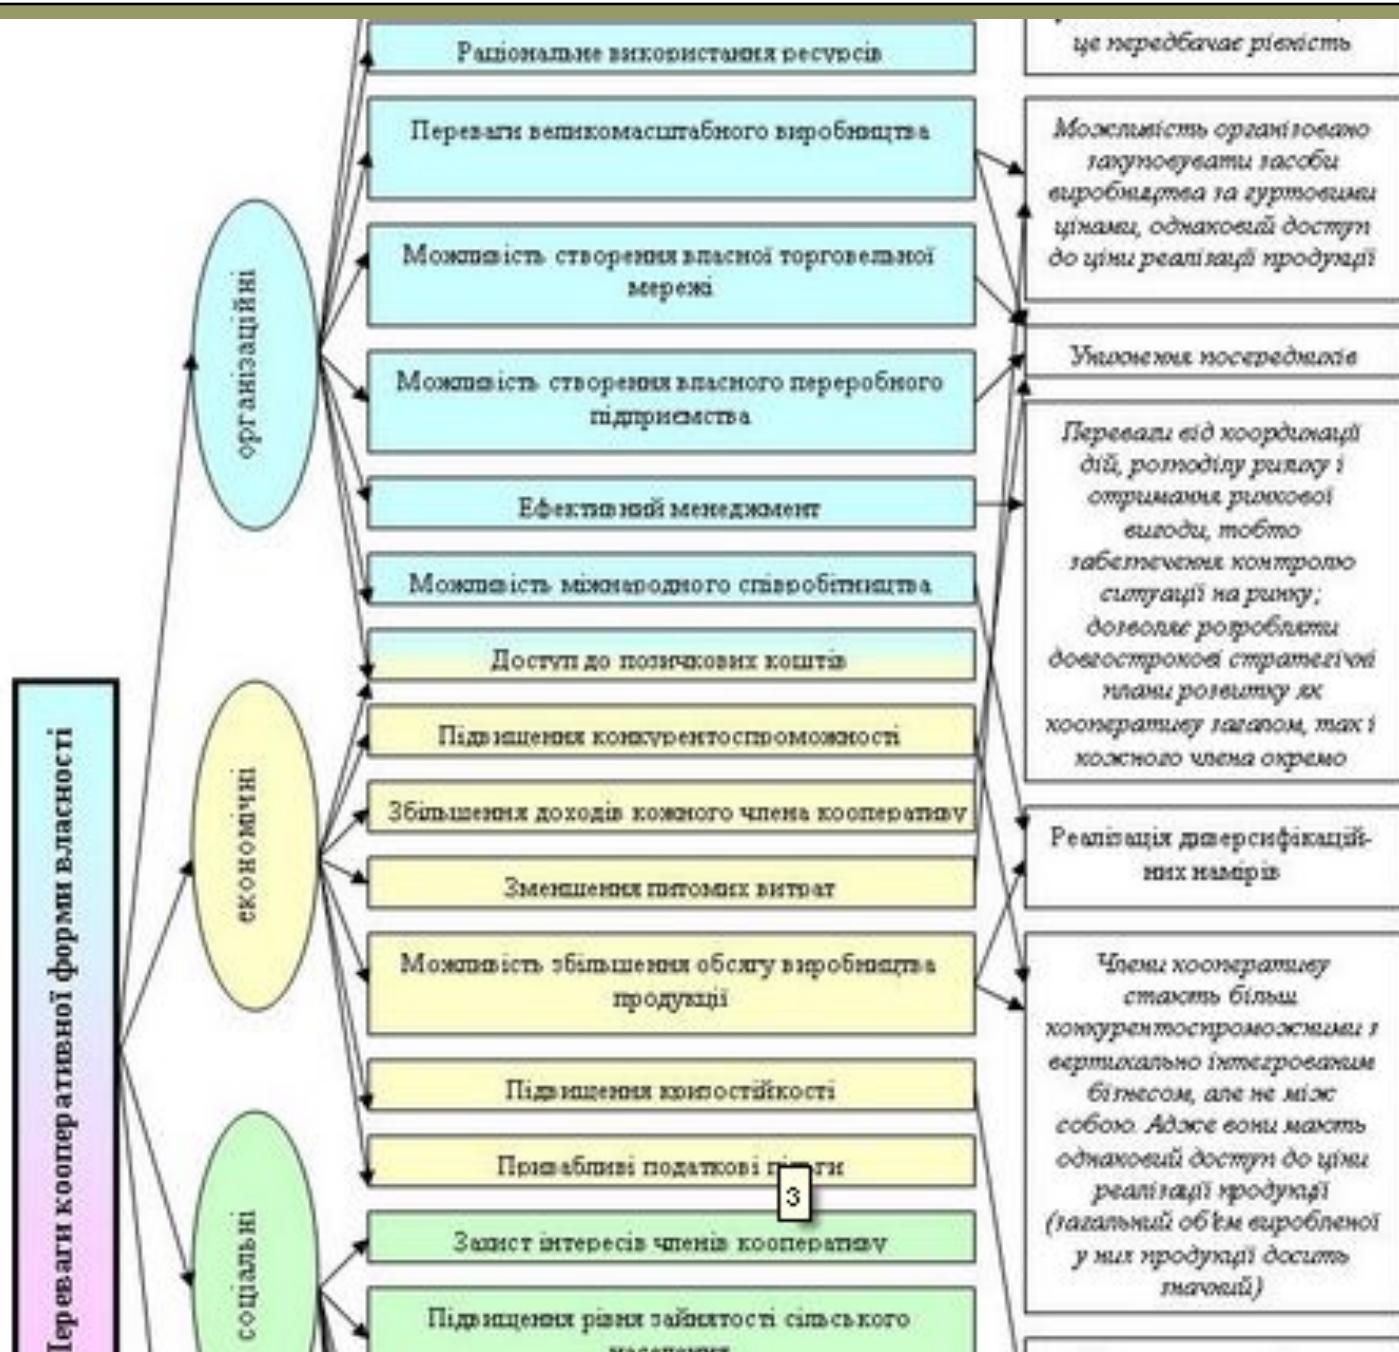 Раціональне використання ресурсів
Переваги великомасштабного виробництва
Можливість створення власної торговельної
мережі
Можливість створення власного переробного
підприємства
Ефективний менеджмент
Можливість міжнародного співробітництва
Доступ до позичкових коштів
Підвищення конкурентоспроможності
Збільшення доходів кожного члена кооперативу
Зменшення питомих витрат
Можливість збільшення обсягу виробництва
продукції
Підвищення кризостійкості
Привабливі податкові пільги
3
Захист інтересів членів кооперативу
Підвищення рівня зайнятості сільського
населення
організаційні
економічні
соціальні
Переваги кооперативної форми власності
це передбачає рівність
Можливість організовано
закуповувати засоби
виробництва за гуртовими
цінами, однаковий доступ
до ціни реалізації продукції
Уникнення посередників
Переваги від координації
дій, розподілу ризику і
отримання ринкової
вигоди, тобто
забезпечення контролю
ситуації на ринку;
дозволяє розробляти
довгострокові стратегічні
плани розвитку як
кооперативу загалом, так і
кожного члена окремо
Реалізація диверсифікацій-
них намірів
Члени кооперативу
стають більш
конкурентоспроможними з
вертикально інтегрованим
бізнесом, але не між
собою. Адже вони мають
однаковий доступ до ціни
реалізації продукції
(загальний об'єм виробленої
у них продукції досить
значний)